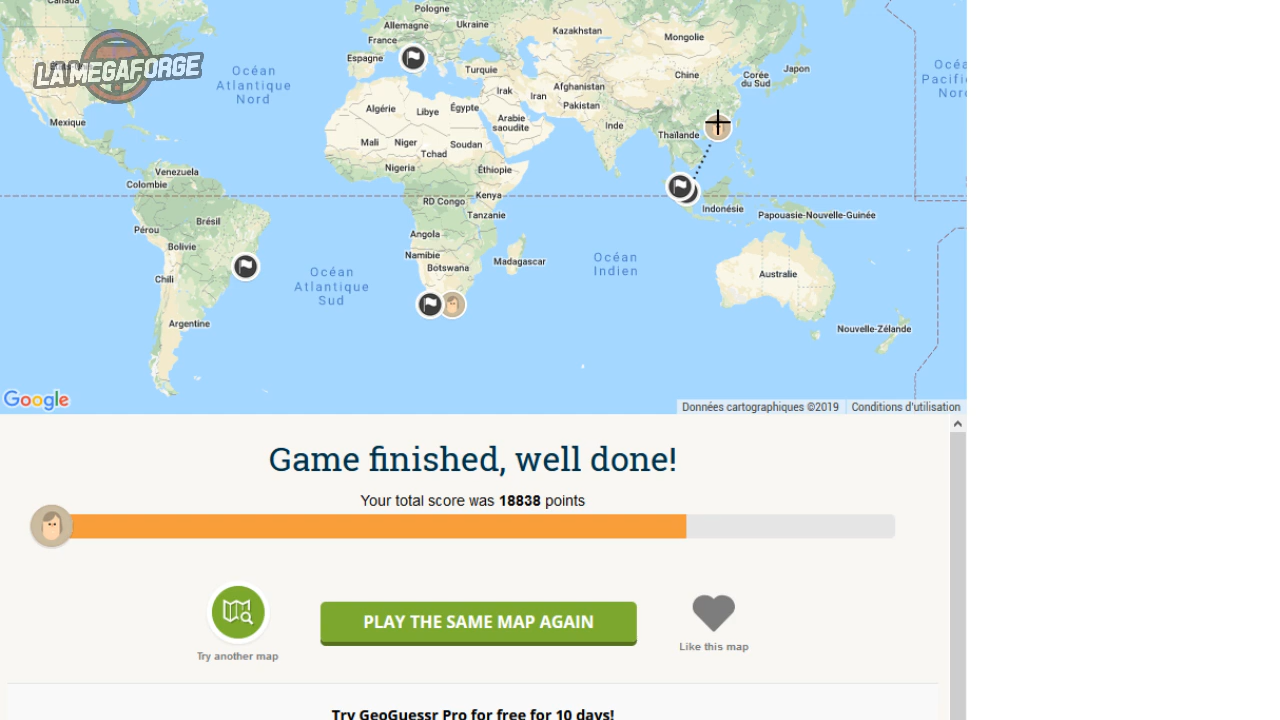 Canada
Pologne
Allemagne
Ukraine
Kazakhstan
France
Mongolie
LA MEGAFORGE
Espagne
Turquie
Chine
Corée
du Sud
Japon
Océan
Atlantique
Nord
Océa
Pacifi
Nor
Irak
Iran
Afghanistan
Pakistan
Algérie
Libye
Égypte
Arabie
saoudite
Mexique
Inde
Thaïlande
Mali
Niger
Tchad
Soudan
Venezuela
Nigeria
Éthiopie
Colombie
RD Congo
Kenya
Indonésie
Papouasie-Nouvelle-Guinée
Tanzanie
Pérou
Brésil
Angola
Bolivie
Namibie
Botswana
Madagascar
Océan
Indien
Chili
Océan
Atlantique
Sud
Australie
Argentine
Nouvelle-Zélande
Google
Données cartographiques ©2019
Conditions d'utilisation
Game finished, well done!
Your total score was 18838 points
PLAY THE SAME MAP AGAIN
Try another map
Like this map
Try GeoGuessr Pro for free for 10 days!